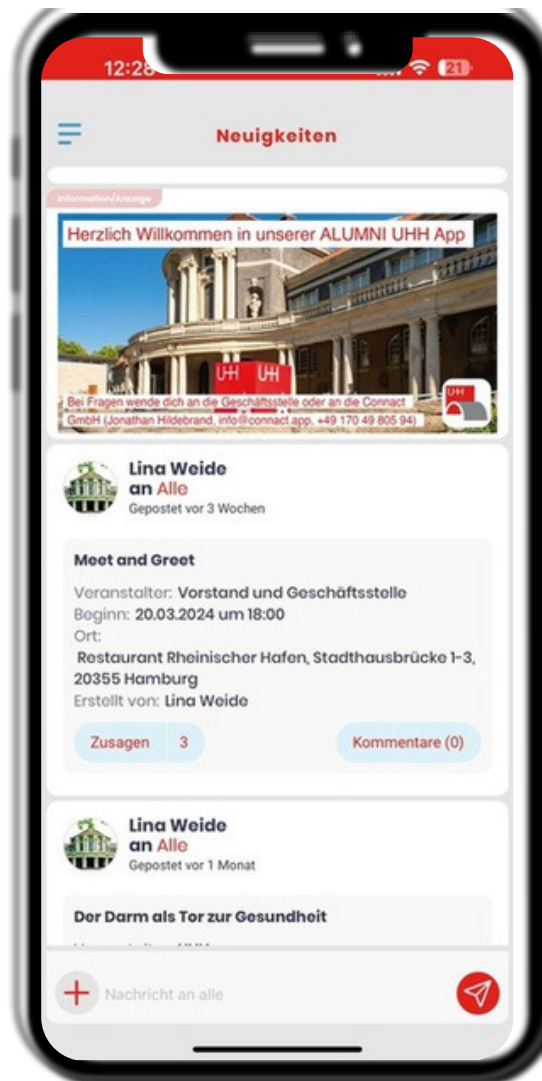 12:28
21
Neuigkeiten
Information/Anzeige
Herzlich Willkommen in unserer ALUMNI UHH App
UHH UHH
UHH
Bei Fragen wende dich an die Geschäftsstelle oder an die Connact
GmbH (Jonathan Hildebrand, info@connact.app, +49 170 49 805 94)
Lina Weide
an Alle
Gepostet vor 3 Wochen
Meet and Greet
Veranstalter: Vorstand und Geschäftsstelle
Beginn: 20.03.2024 um 18:00
Ort:
Restaurant Rheinischer Hafen, Stadthausbrücke 1-3,
20355 Hamburg
Erstellt von: Lina Weide
Zusagen 3
Kommentare (0)
Lina Weide
an Alle
Gepostet vor 1 Monat
Der Darm als Tor zur Gesundheit
Nachricht an alle